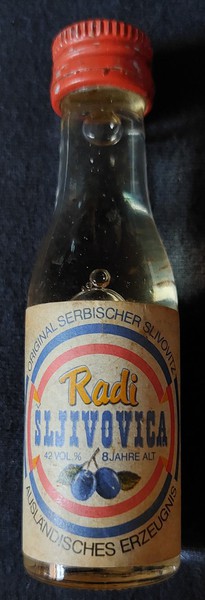 ORIGINAL SERBISCHER SLIVOVITZ
Radi
SLJIVOVICA
42 VOL.% 8 JAHRE ALT
AUSLÄNDISCHES ERZEUGNIS